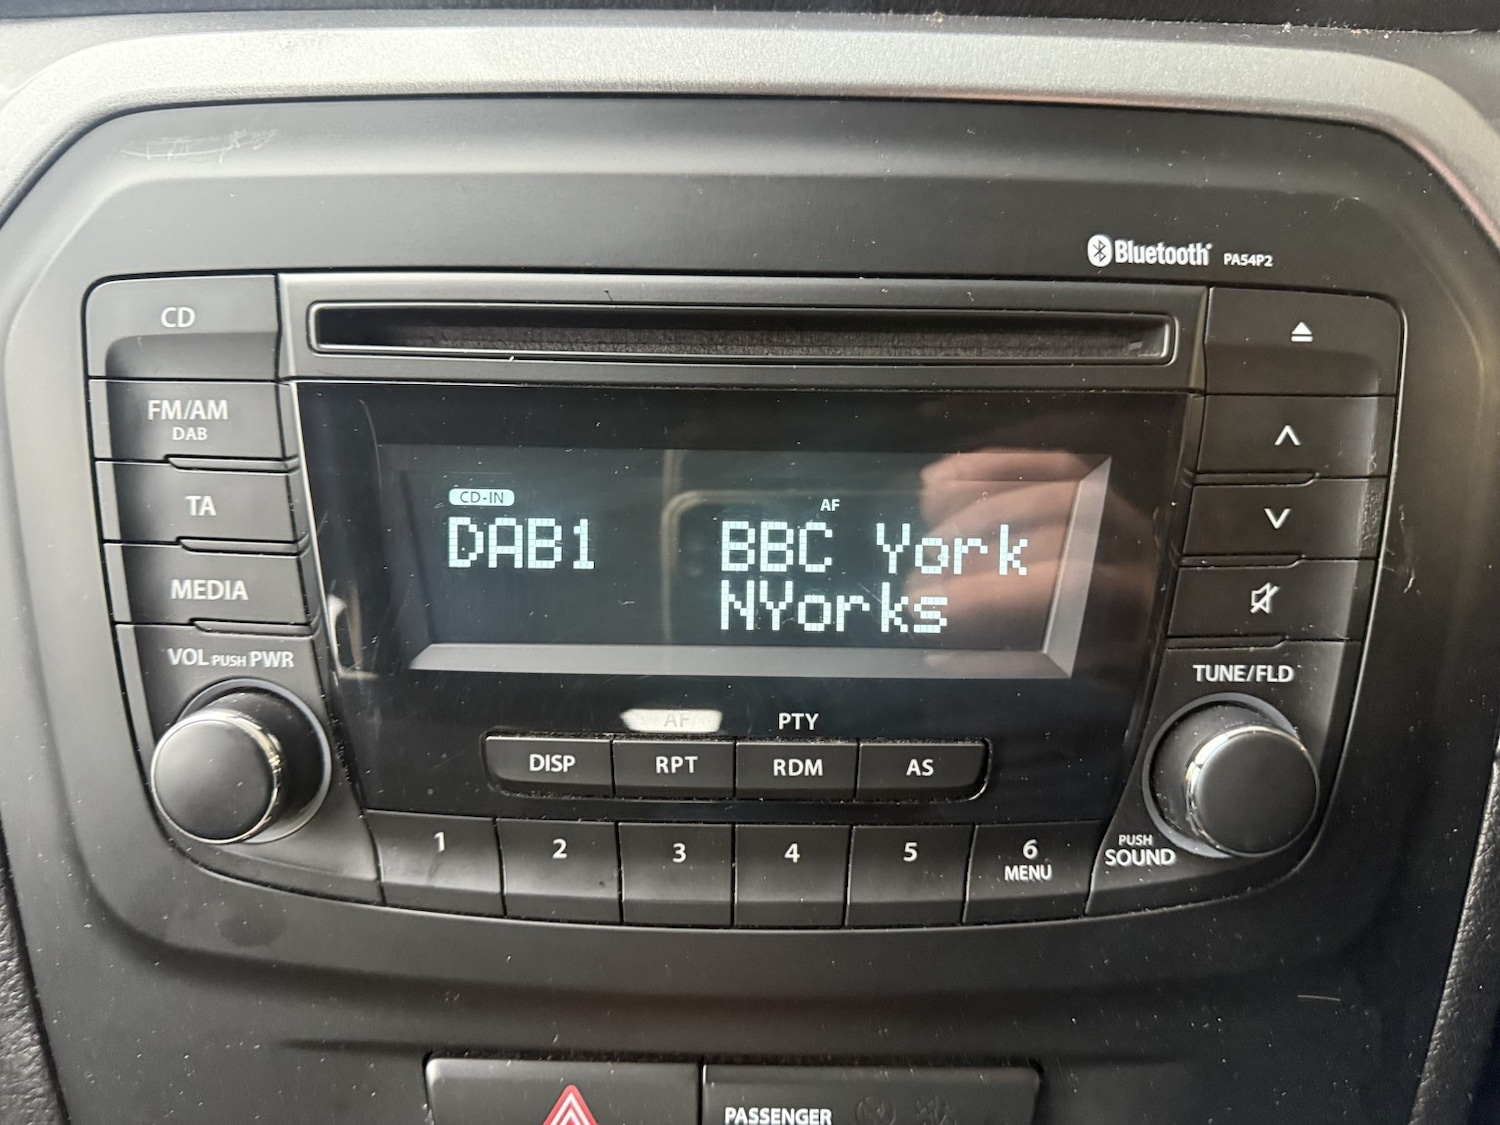 Bluetooth PA54P2
CD
FM/AM
DAB
TA
MEDIA
VOL PUSH PWR
CD-IN
AF
DAB1 BBC York
NYorks
TUNE/FLD
AF PTY
DISP RPT RDM AS
1 2 3 4 5 6
MENU
PUSH
SOUND
PASSENGER